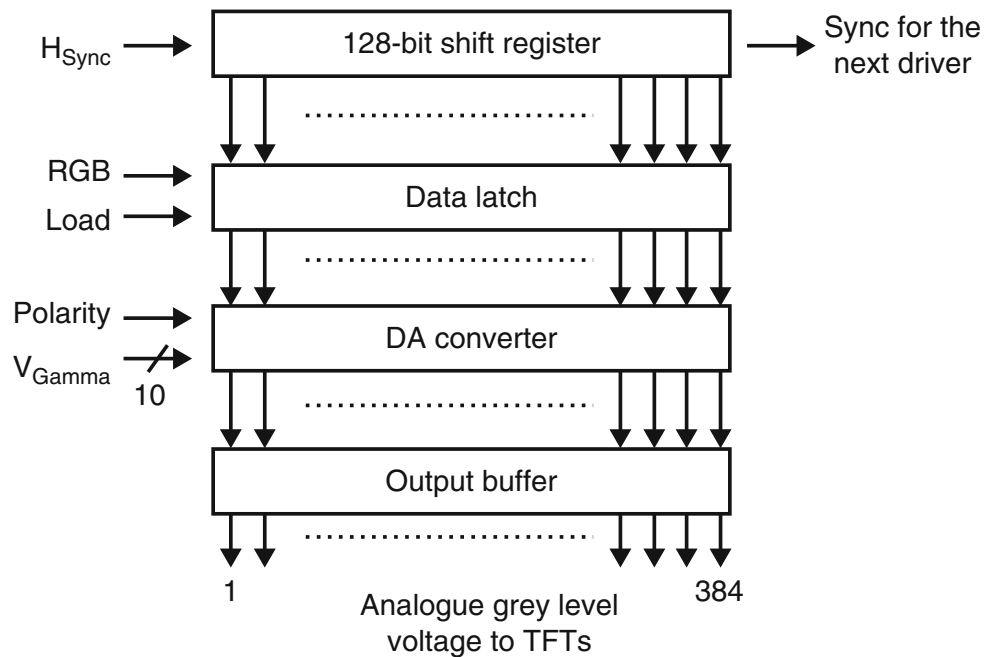 H_Sync
128-bit shift register
Sync for the
next driver
RGB
Load
Data latch
Polarity
V_Gamma
10
DA converter
Output buffer
1
384
Analogue grey level
voltage to TFTs